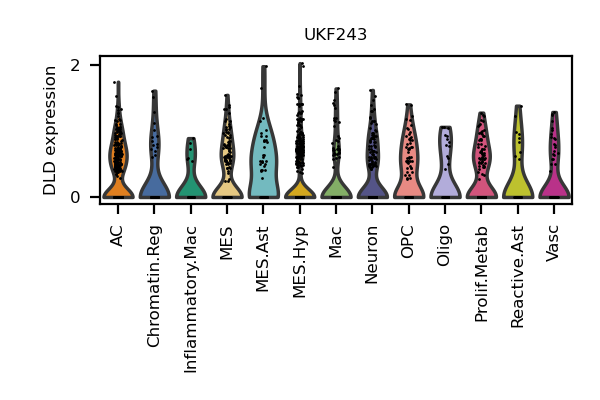 UKF243
DLD expression
2
0
AC
Chromatin.Reg
Inflammatory.Mac
MES
MES.Ast
MES.Hyp
Mac
Neuron
OPC
Oligo
Prolif.Metab
Reactive.Ast
Vasc